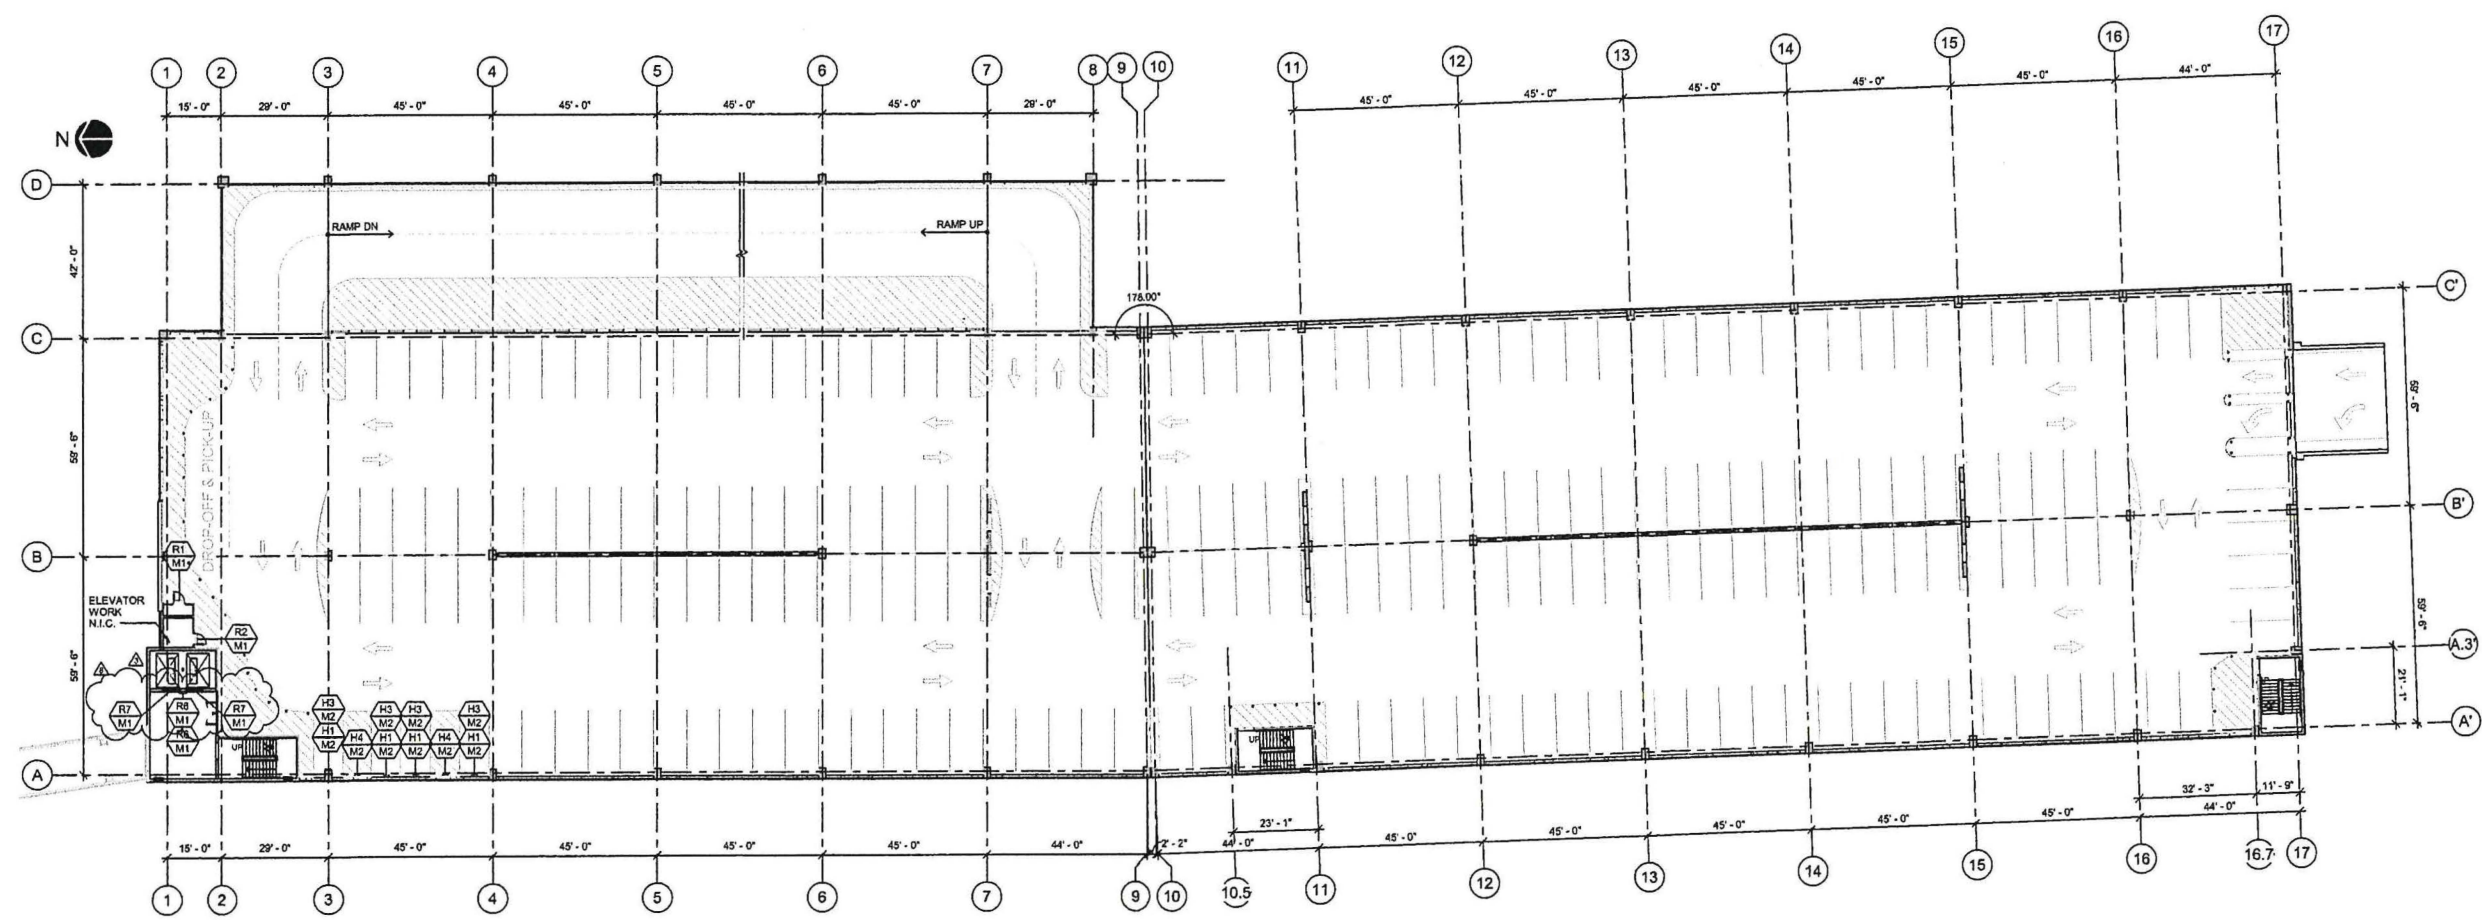 1 2 3 4 5 6 7 8 9 10 11 12 13 14 15 16 17
15' - 0" 29' - 0" 45' - 0" 45' - 0" 45' - 0" 45' - 0" 29' - 0"
45' - 0" 45' - 0" 45' - 0" 45' - 0" 45' - 0" 44' - 0"
N
D
RAMP DN
RAMP UP
42' - 0"
178.00°
C
C'
DROP-OFF & PICK-UP
59' - 6"
59' - 6"
B
B'
R1
M1
ELEVATOR
WORK
N.I.C.
R2
M1
59' - 6"
59' - 6"
A.3'
21' - 1"
R7
M1
R6
M1
R7
M1
M1
H3
M2
H1
M2
H4
M2
H3
M2
H1
M2
H3
M2
H1
M2
H4
M2
H3
M2
H1
M2
UP
UP
A
A'
32' - 3" 11' - 9"
44' - 0"
23' - 1"
15' - 0" 29' - 0" 45' - 0" 45' - 0" 45' - 0" 45' - 0" 44' - 0" 2' - 2" 44' - 0" 45' - 0" 45' - 0" 45' - 0" 45' - 0" 45' - 0"
1 2 3 4 5 6 7 9 10 10.5 11 12 13 14 15 16 16.7 17